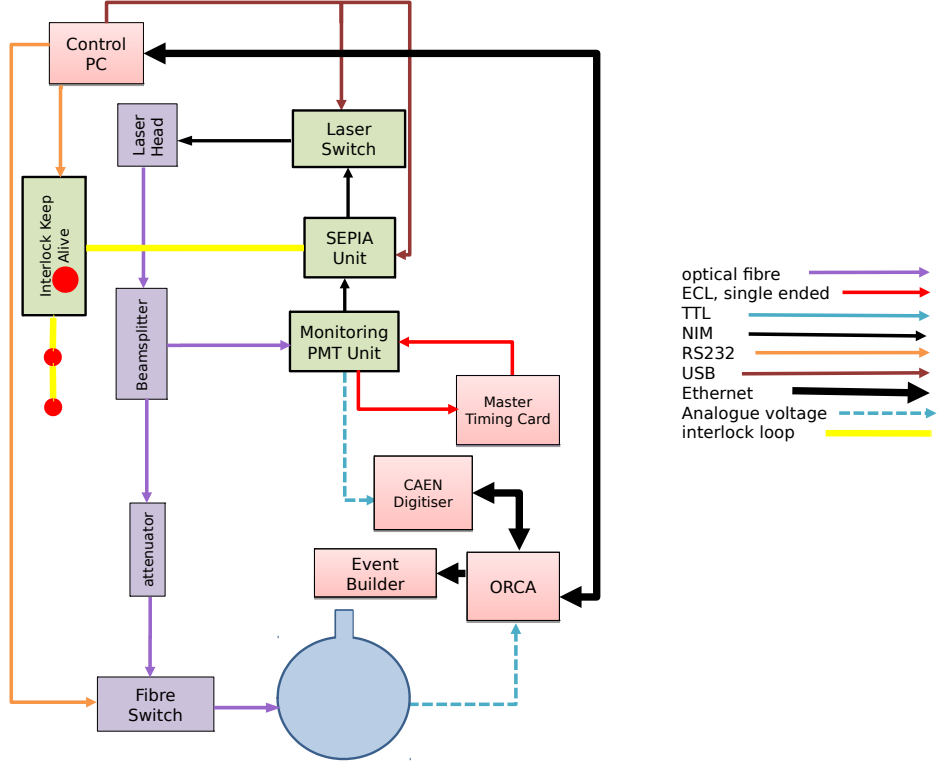 Control
PC
Laser
Head
Laser
Switch
Interlock Keep
Alive
SEPIA
Unit
Beamsplitter
Monitoring
PMT Unit
Master
Timing Card
CAEN
Digitiser
attenuator
Event
Builder
ORCA
Fibre
Switch
optical fibre
ECL, single ended
TTL
NIM
RS232
USB
Ethernet
Analogue voltage
interlock loop